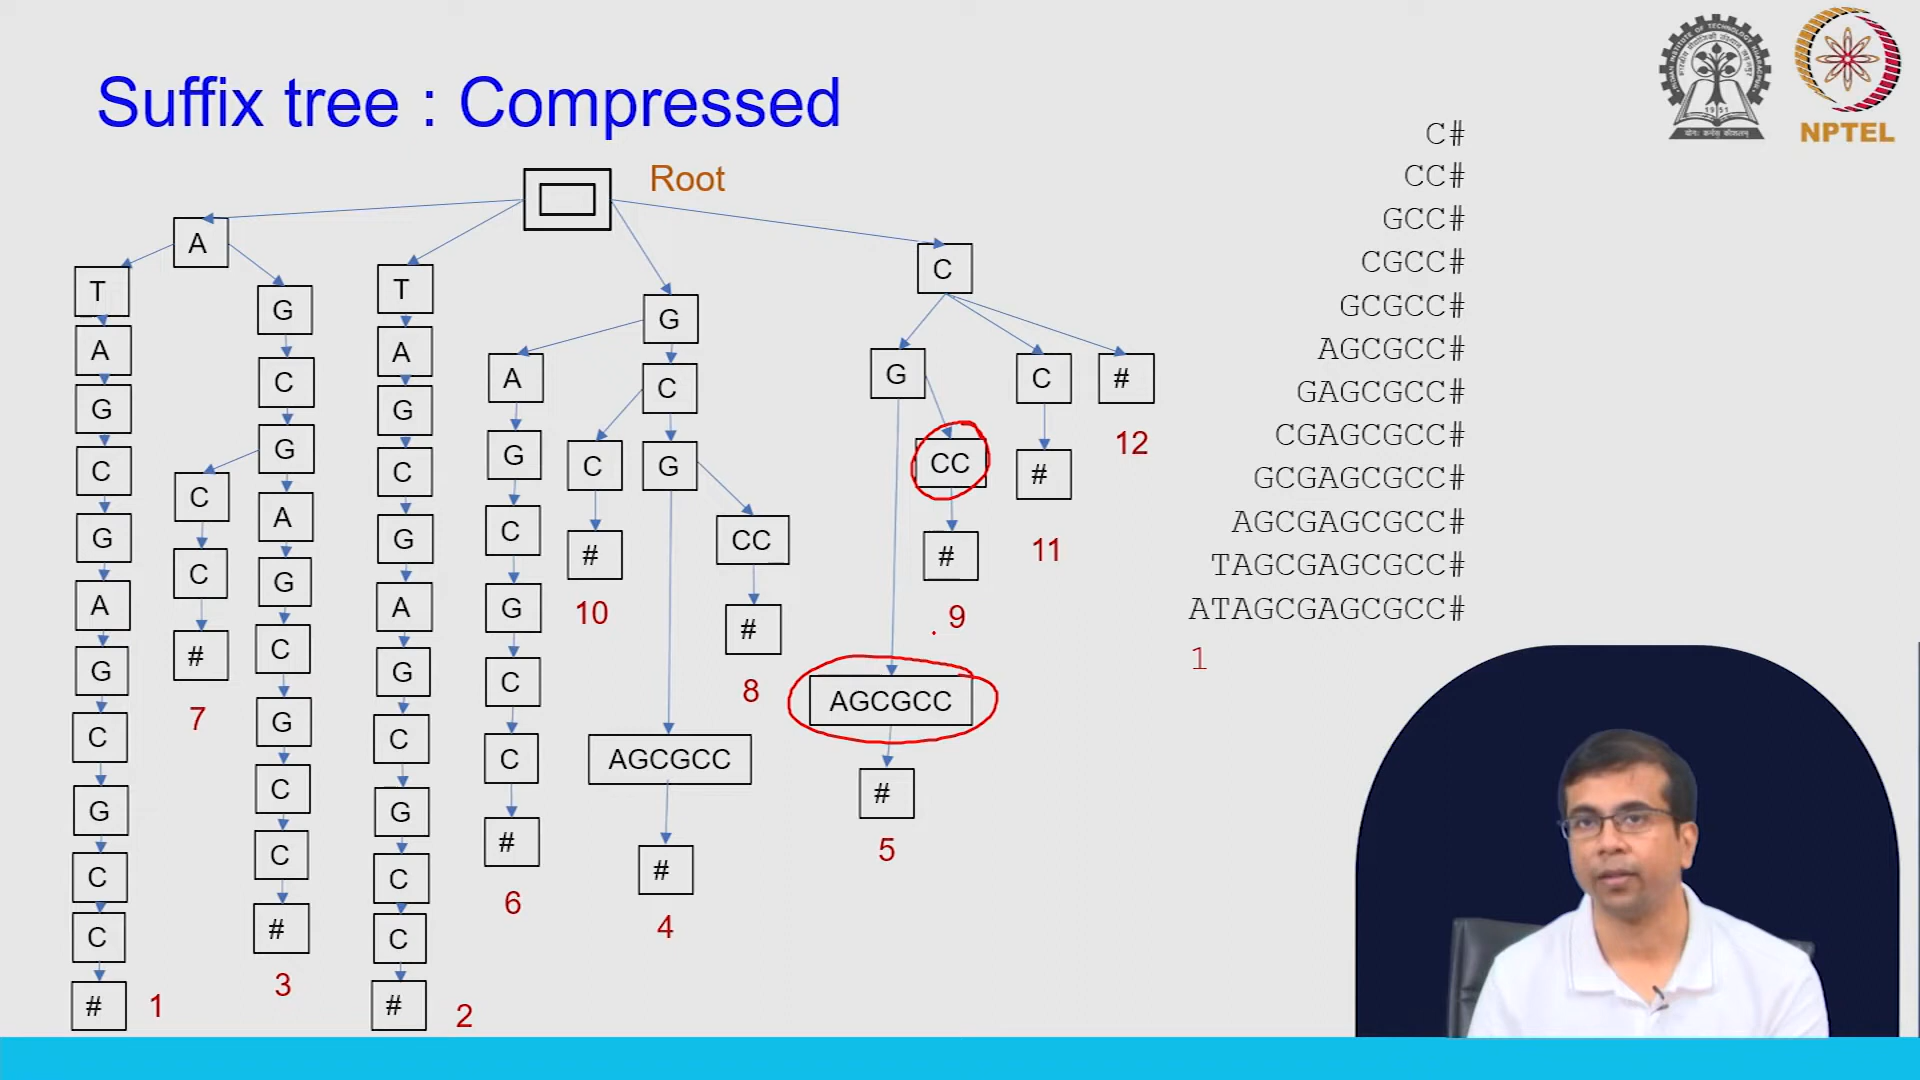 Suffix tree : Compressed
NPTEL
Root
C#
CC#
GCC#
CGCC#
GCGCC#
AGCGCC#
GAGCGCC#
CGAGCGCC#
GCGAGCGCC#
AGCGAGCGCC#
TAGCGAGCGCC#
ATAGCGAGCGCC#
1
A
T
A
G
C
G
A
G
C
G
C
C
#
1
G
C
G
C
C
#
7
A
G
C
G
C
C
#
3
T
A
G
C
G
A
G
C
G
C
C
#
2
G
A
G
C
G
C
C
#
6
C
C
#
10
G
CC
#
8
AGCGCC
#
4
C
G
CC
#
9
AGCGCC
#
5
C
#
11
#
12